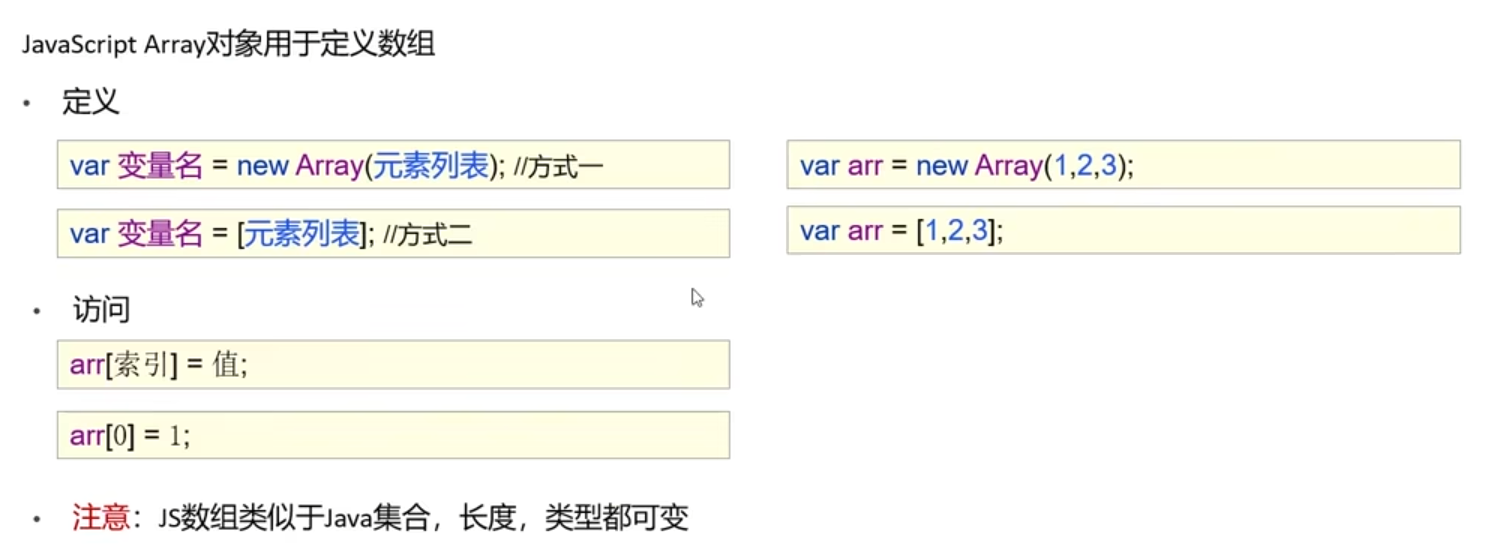 JavaScript Array对象用于定义数组
• 定义
var 变量名 = new Array(元素列表); //方式一
var arr = new Array(1,2,3);
var 变量名 = [元素列表]; //方式二
var arr = [1,2,3];
• 访问
arr[索引] = 值;
arr[0] = 1;
• 注意：JS数组类似于Java集合，长度，类型都可变